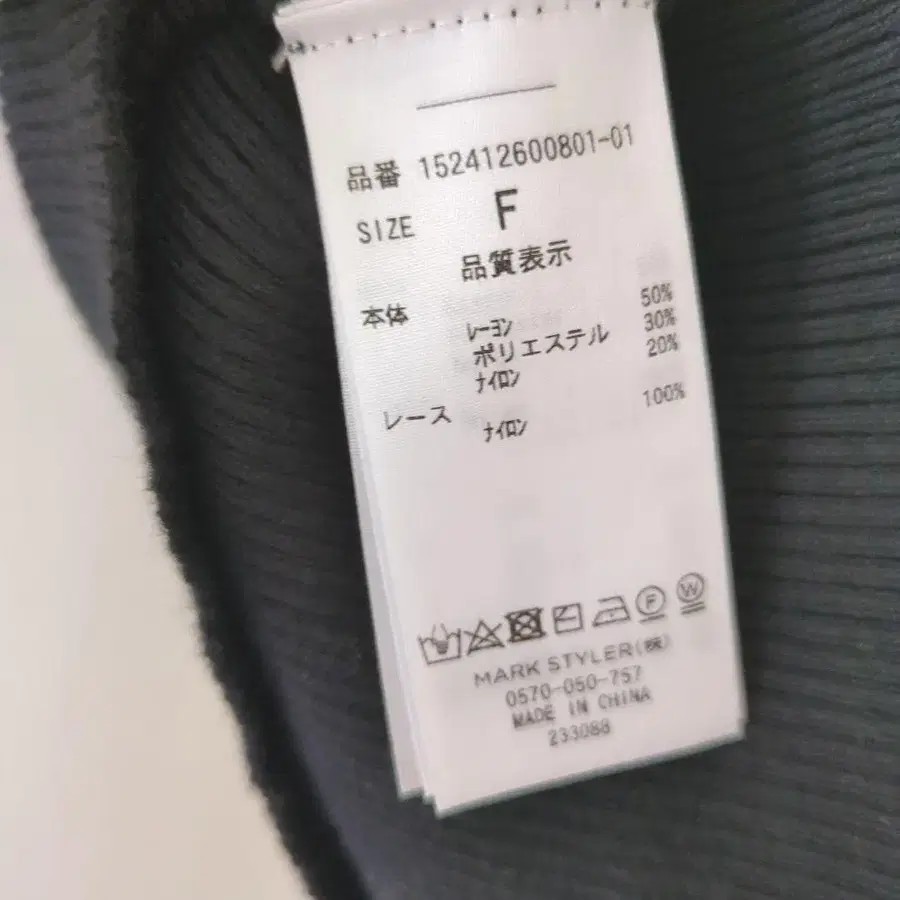 品番 152412600801-01
SIZE F
品質表示
本体
レーヨン 50%
ポリエステル 30%
ナイロン 20%
レース
ナイロン 100%
F W
MARK STYLER(株)
0570-050-757
MADE IN CHINA
233088